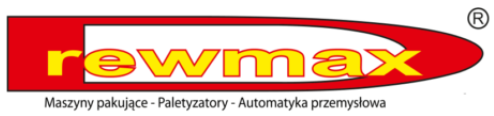 Drewmax ®
Maszyny pakujące - Paletyzatory - Automatyka przemysłowa